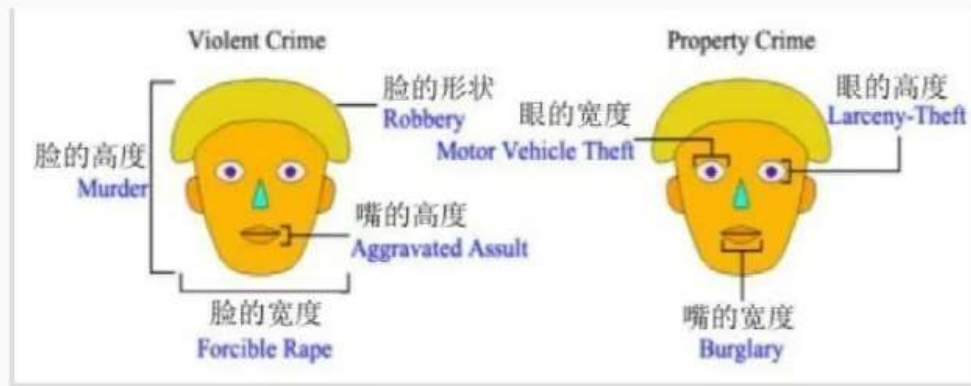 Violent Crime
脸的形状
Robbery
脸的高度
Murder
嘴的高度
Aggravated Assult
脸的宽度
Forcible Rape
Property Crime
眼的高度
Larceny-Theft
眼的宽度
Motor Vehicle Theft
嘴的宽度
Burglary